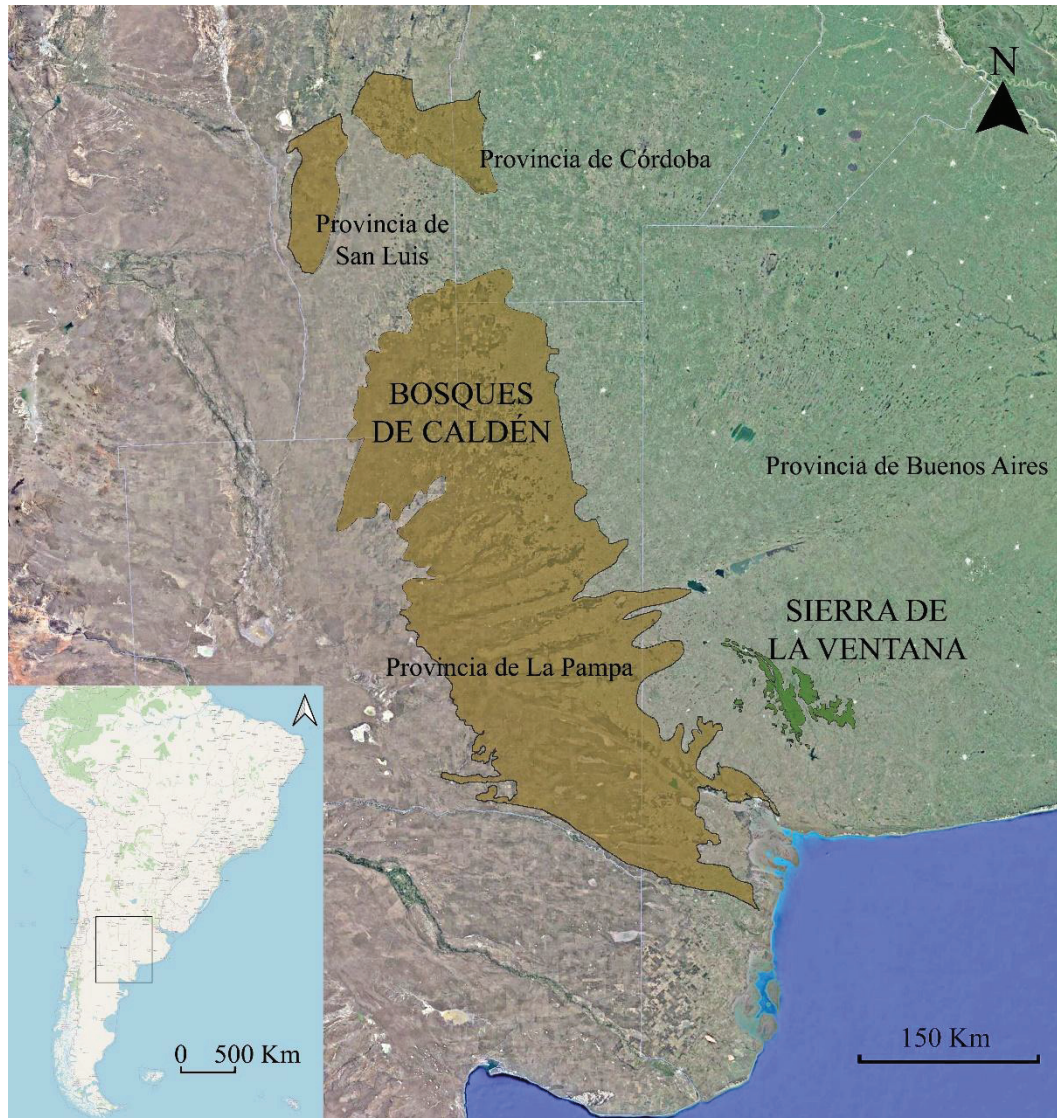 N
Provincia de Córdoba
Provincia de
San Luis
BOSQUES
DE CALDÉN
Provincia de Buenos Aires
SIERRA DE
LA VENTANA
Provincia de La Pampa
0 500 Km
150 Km